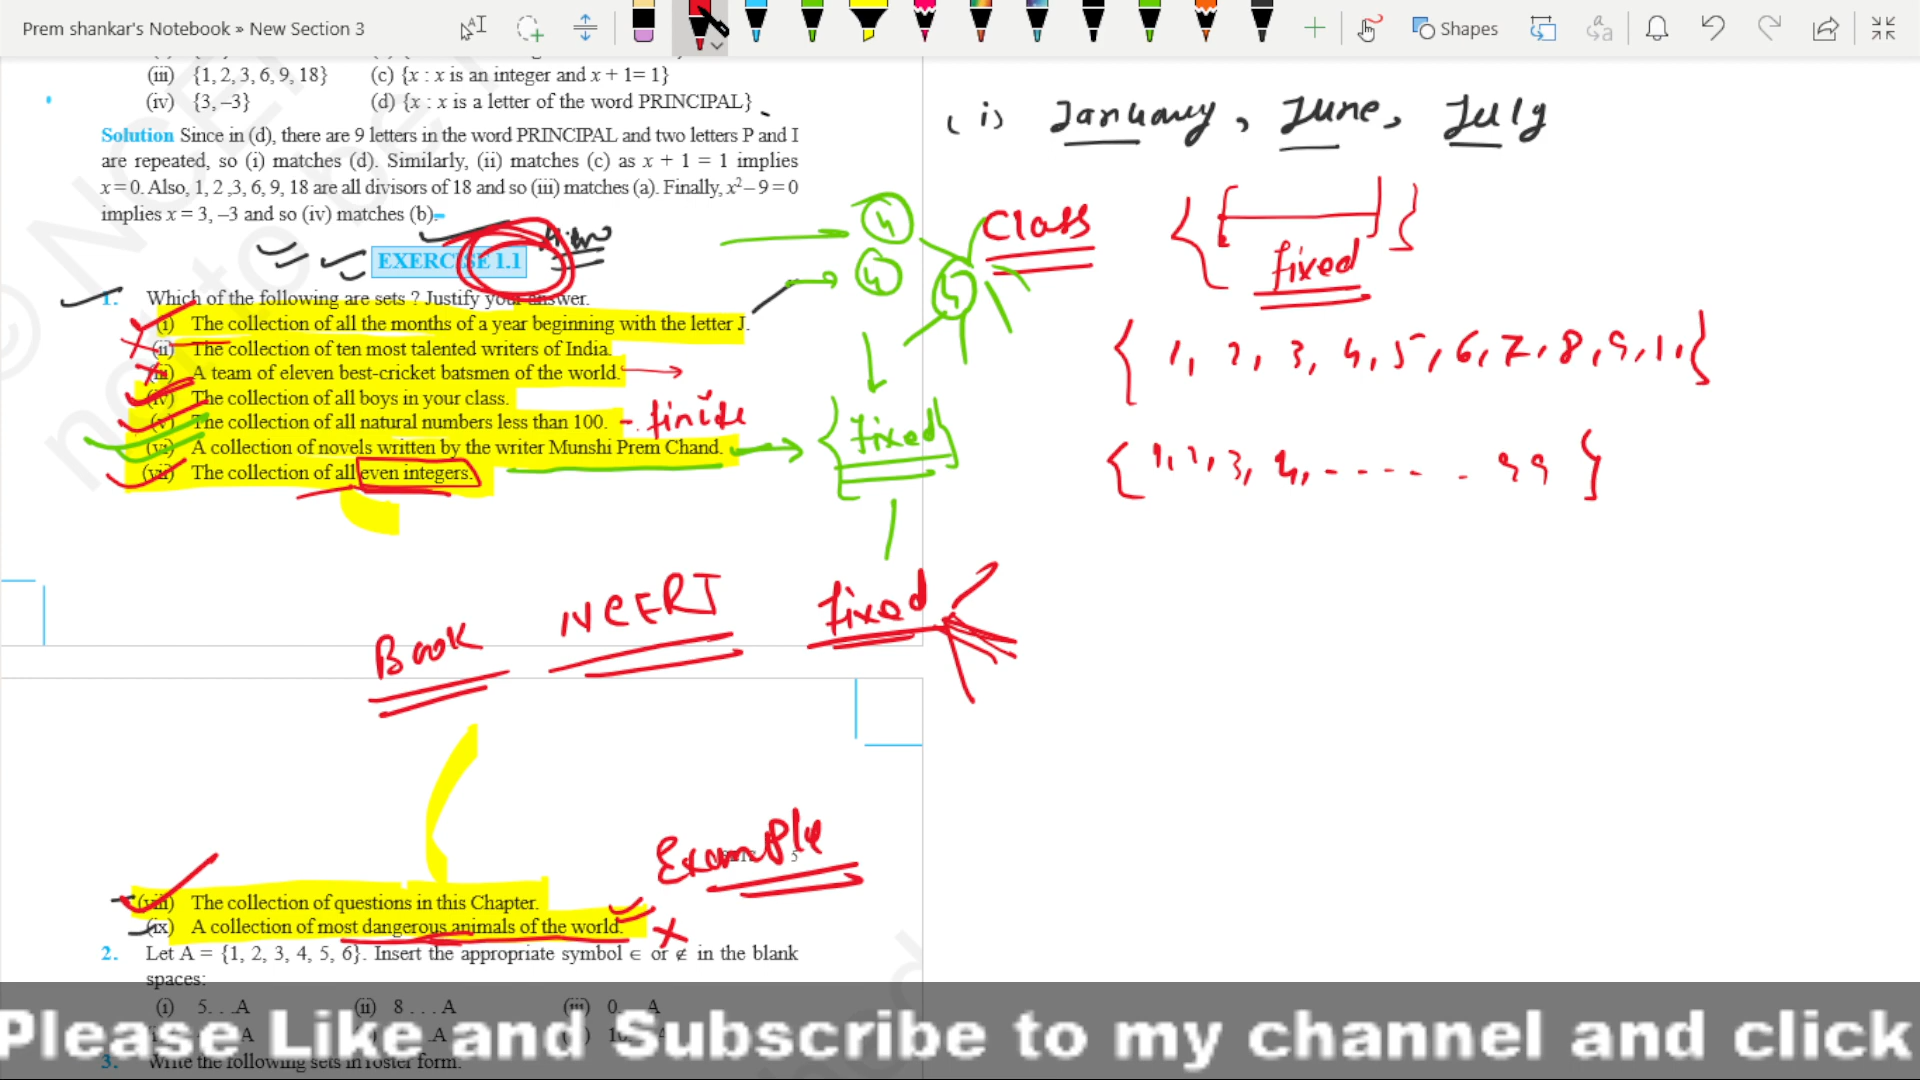 Prem shankar's Notebook » New Section 3
Shapes
(iii) {1, 2, 3, 6, 9, 18} (c) {x : x is an integer and x + 1= 1}
(iv) {3, –3} (d) {x : x is a letter of the word PRINCIPAL}
Solution Since in (d), there are 9 letters in the word PRINCIPAL and two letters P and I
are repeated, so (i) matches (d). Similarly, (ii) matches (c) as x + 1 = 1 implies
x = 0. Also, 1, 2 ,3, 6, 9, 18 are all divisors of 18 and so (iii) matches (a). Finally, x² – 9 = 0
implies x = 3, –3 and so (iv) matches (b).
EXERCISE 1.1
1. Which of the following are sets ? Justify your answer.
(i) The collection of all the months of a year beginning with the letter J.
(ii) The collection of ten most talented writers of India.
(iii) A team of eleven best-cricket batsmen of the world.
(iv) The collection of all boys in your class.
(v) The collection of all natural numbers less than 100. - finite
(vi) A collection of novels written by the writer Munshi Prem Chand.
(vii) The collection of all even integers.
(i) January, June, July
Class
{ fixed }
{ 1, 2, 3, 4, 5, 6, 7, 8, 9, 1, }
{fixed}
{ 1, 2, 3, 4, - - - - - . 99 }
Book NCERT fixed
Example
5
(viii) The collection of questions in this Chapter.
(ix) A collection of most dangerous animals of the world.
2. Let A = {1, 2, 3, 4, 5, 6}. Insert the appropriate symbol ∈ or ∉ in the blank
spaces:
(i) 5. . .A (ii) 8 . . . A (iii) 0. . .A
Please Like and Subscribe to my channel and click
3. Write the following sets in roster form: